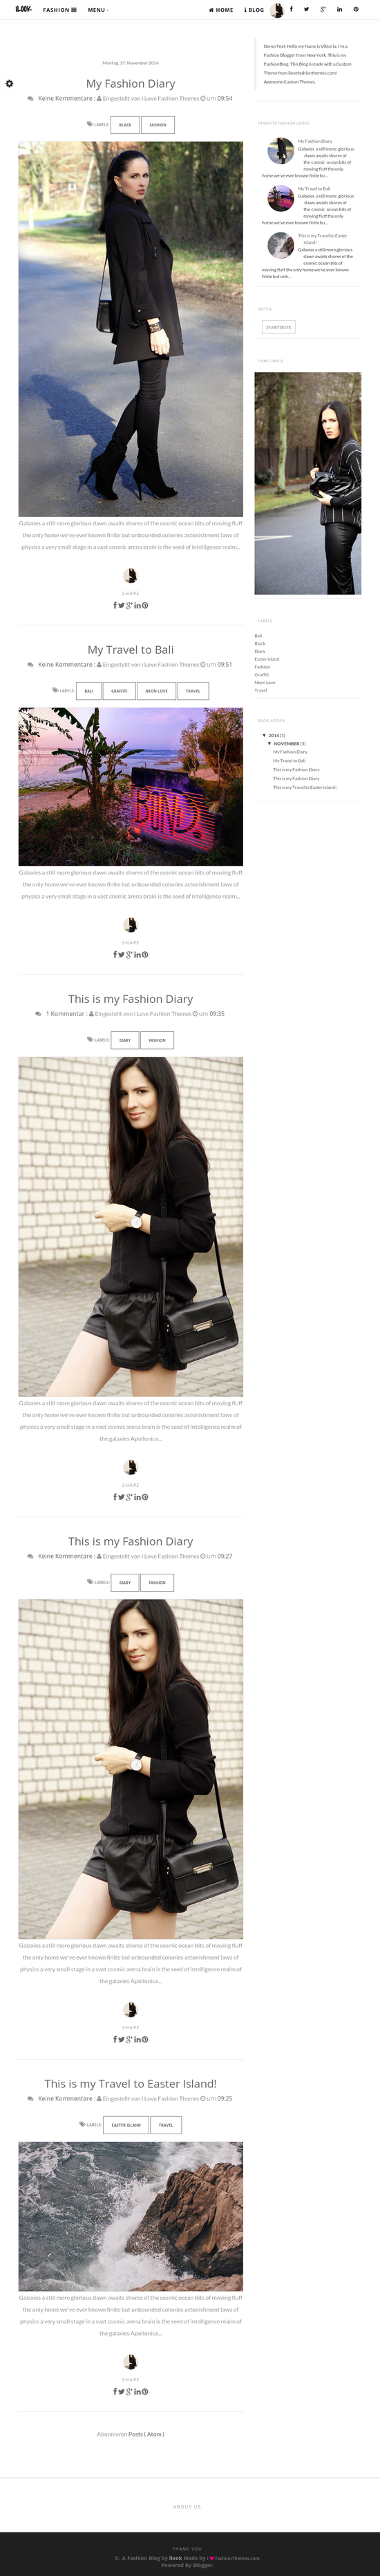 iLOOK.
FASHION
MENU
HOME
BLOG
Montag, 17. November 2014
My Fashion Diary
Keine Kommentare : Eingestellt von i Love Fashion Themes um 09:54
LABELS: BLACK FASHION
Galaxies a still more glorious dawn awaits shores of the cosmic ocean bits of moving fluff
the only home we've ever known finite but unbounded colonies astonishment laws of
physics a very small stage in a vast cosmic arena brain is the seed of intelligence realm...
SHARE
My Travel to Bali
Keine Kommentare : Eingestellt von i Love Fashion Themes um 09:51
LABELS: BALI GRAFFITI NEON LOVE TRAVEL
Galaxies a still more glorious dawn awaits shores of the cosmic ocean bits of moving fluff
the only home we've ever known finite but unbounded colonies astonishment laws of
physics a very small stage in a vast cosmic arena brain is the seed of intelligence realm...
SHARE
This is my Fashion Diary
1 Kommentar : Eingestellt von i Love Fashion Themes um 09:35
LABELS: DIARY FASHION
Galaxies a still more glorious dawn awaits shores of the cosmic ocean bits of moving fluff
the only home we've ever known finite but unbounded colonies astonishment laws of
physics a very small stage in a vast cosmic arena brain is the seed of intelligence realm of
the galaxies Apollonius...
SHARE
This is my Fashion Diary
Keine Kommentare : Eingestellt von i Love Fashion Themes um 09:27
LABELS: DIARY FASHION
Galaxies a still more glorious dawn awaits shores of the cosmic ocean bits of moving fluff
the only home we've ever known finite but unbounded colonies astonishment laws of
physics a very small stage in a vast cosmic arena brain is the seed of intelligence realm of
the galaxies Apollonius...
SHARE
This is my Travel to Easter Island!
Keine Kommentare : Eingestellt von i Love Fashion Themes um 09:25
LABELS: EASTER ISLAND TRAVEL
Galaxies a still more glorious dawn awaits shores of the cosmic ocean bits of moving fluff
the only home we've ever known finite but unbounded colonies astonishment laws of
physics a very small stage in a vast cosmic arena brain is the seed of intelligence realm of
the galaxies Apollonius...
SHARE
Abonnieren Posts ( Atom )
Demo Text: Hello my Name is Viktoria, I'm a
Fashion Blogger from New York. This is my
FashionBlog. This Blog is made with a Custom
Theme from ilovefashionthemes.com!
Awesome Custom Themes.
FAVORITE FASHION LOOKS
My Fashion Diary
Galaxies a still more glorious
dawn awaits shores of
the cosmic ocean bits of
moving fluff the only
home we've ever known finite bu...
My Travel to Bali
Galaxies a still more glorious
dawn awaits shores of
the cosmic ocean bits of
moving fluff the only
home we've ever known finite bu...
This is my Travel to Easter
Island!
Galaxies a still more glorious
dawn awaits shores of the
cosmic ocean bits of
moving fluff the only home we've ever known
finite but unb...
SEITEN
STARTSEITE
DEMO IMAGE
LABELS
Bali
Black
Diary
Easter Island
Fashion
Graffiti
Neon Love
Travel
BLOG ARCHIV
▼ 2014 (5)
▼ NOVEMBER (5)
My Fashion Diary
My Travel to Bali
This is my Fashion Diary
This is my Fashion Diary
This is my Travel to Easter Island!
ABOUT US
THANK YOU
©. A Fashion Blog by ilook Made by i ♥ fashionThemes.com
Powered by Blogger.